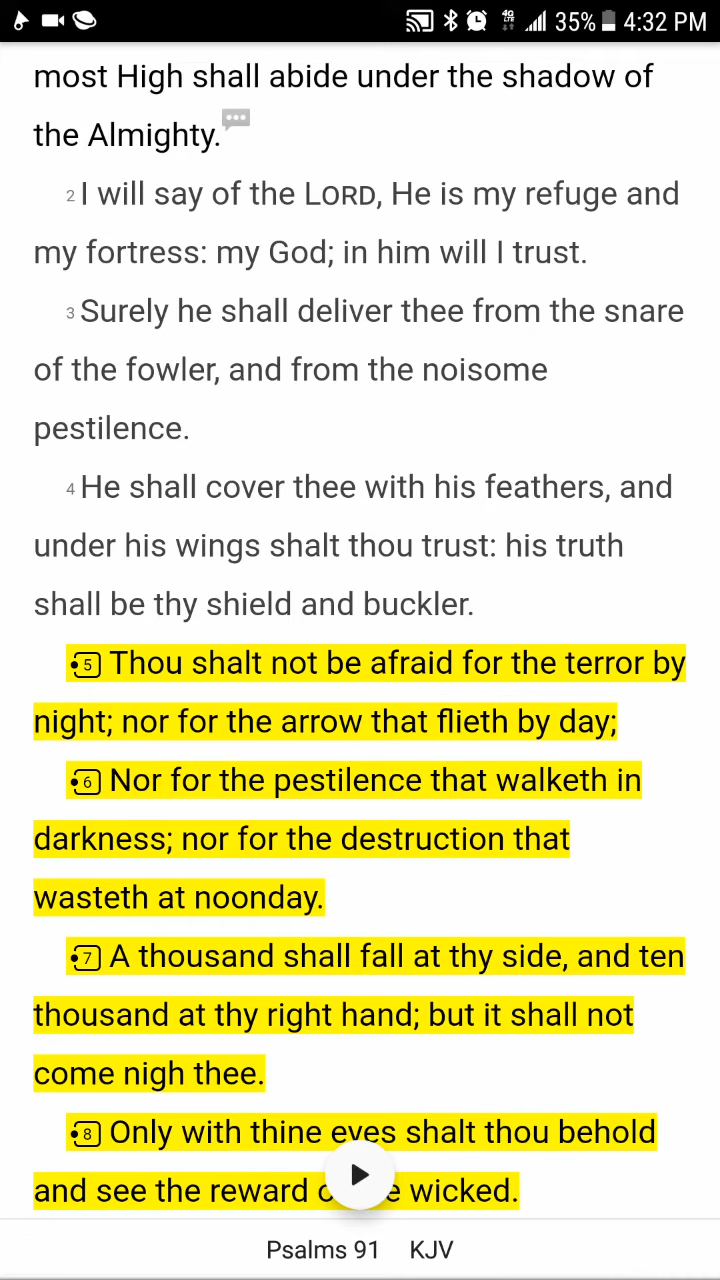 4G LTE 35% 4:32 PM
most High shall abide under the shadow of
the Almighty.
2 I will say of the LORD, He is my refuge and
my fortress: my God; in him will I trust.
3 Surely he shall deliver thee from the snare
of the fowler, and from the noisome
pestilence.
4 He shall cover thee with his feathers, and
under his wings shalt thou trust: his truth
shall be thy shield and buckler.
5 Thou shalt not be afraid for the terror by
night; nor for the arrow that flieth by day;
6 Nor for the pestilence that walketh in
darkness; nor for the destruction that
wasteth at noonday.
7 A thousand shall fall at thy side, and ten
thousand at thy right hand; but it shall not
come nigh thee.
8 Only with thine eyes shalt thou behold
and see the reward wicked.
Psalms 91 KJV